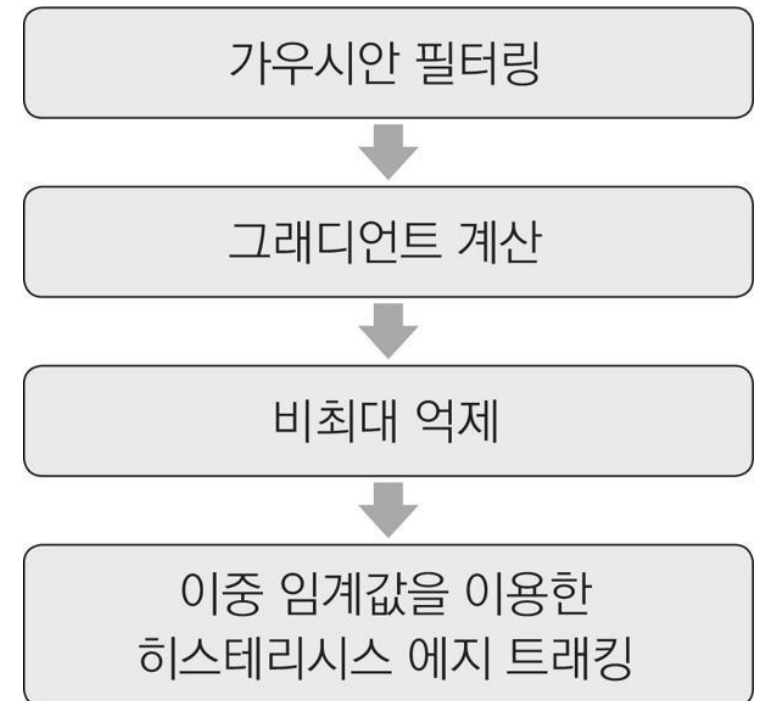 가우시안 필터링
그래디언트 계산
비최대 억제
이중 임계값을 이용한
히스테리시스 에지 트래킹